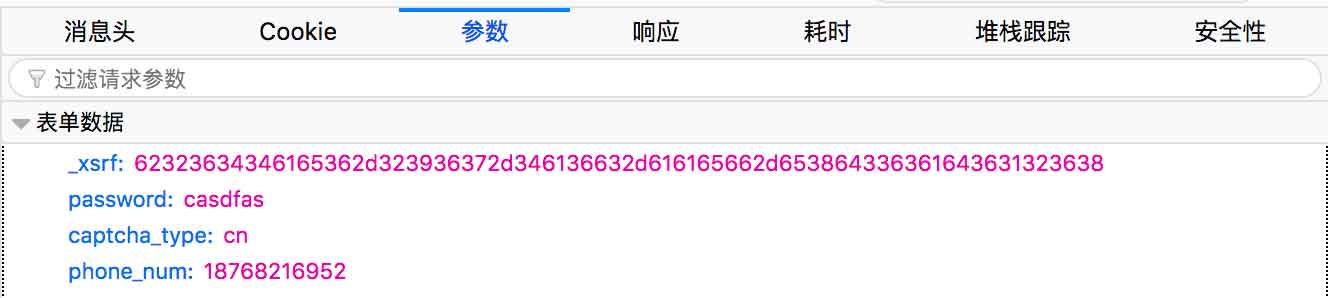 消息头 Cookie 参数 响应 耗时 堆栈跟踪 安全性
过滤请求参数
表单数据
_xsrf: 62323634346165362d323936372d346136632d616165662d653864336361643631323638
password: casdfas
captcha_type: cn
phone_num: 18768216952